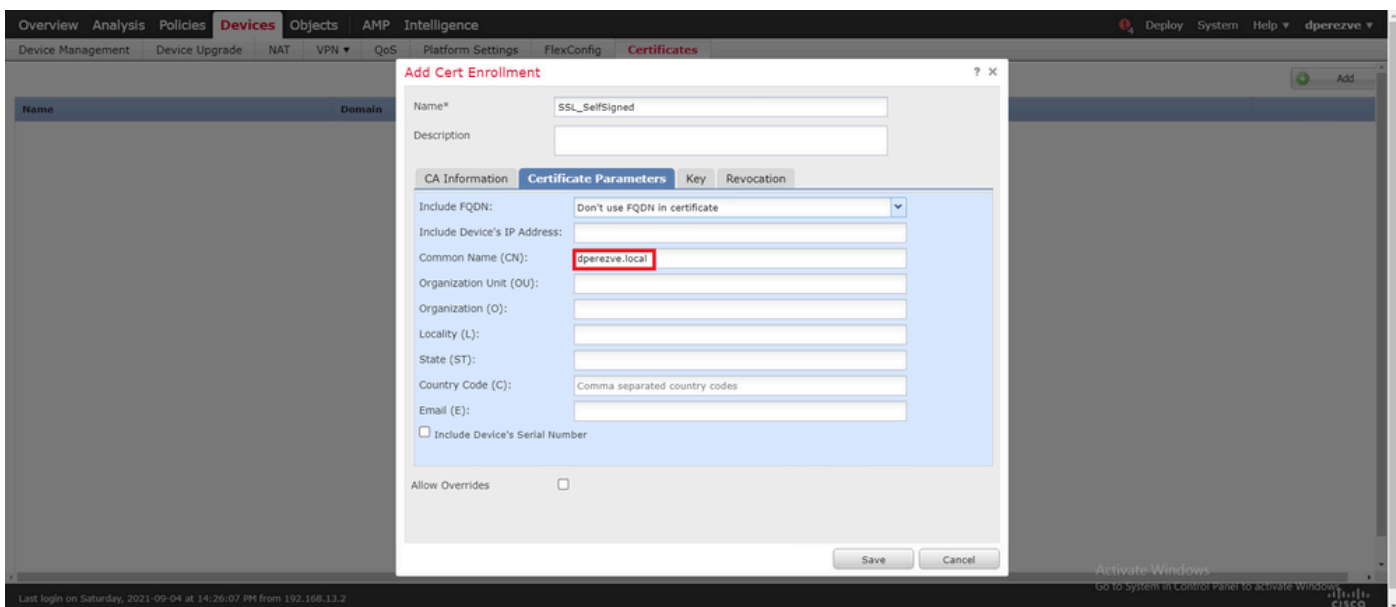 Overview Analysis Policies Devices Objects AMP Intelligence 4 Deploy System Help dperezve
Device Management Device Upgrade NAT VPN QoS Platform Settings FlexConfig Certificates
Add Cert Enrollment ? ×
Add
Name Domain
Name* SSL_SelfSigned
Description
CA Information Certificate Parameters Key Revocation
Include FQDN: Don't use FQDN in certificate
Include Device's IP Address:
Common Name (CN): dperezve.local
Organization Unit (OU):
Organization (O):
Locality (L):
State (ST):
Country Code (C): Comma separated country codes
Email (E):
Include Device's Serial Number
Allow Overrides
Save Cancel
Activate Windows
Go to System in Control Panel to activate Windows.
Last login on Saturday, 2021-09-04 at 14:26:07 PM from 192.168.13.2
CISCO